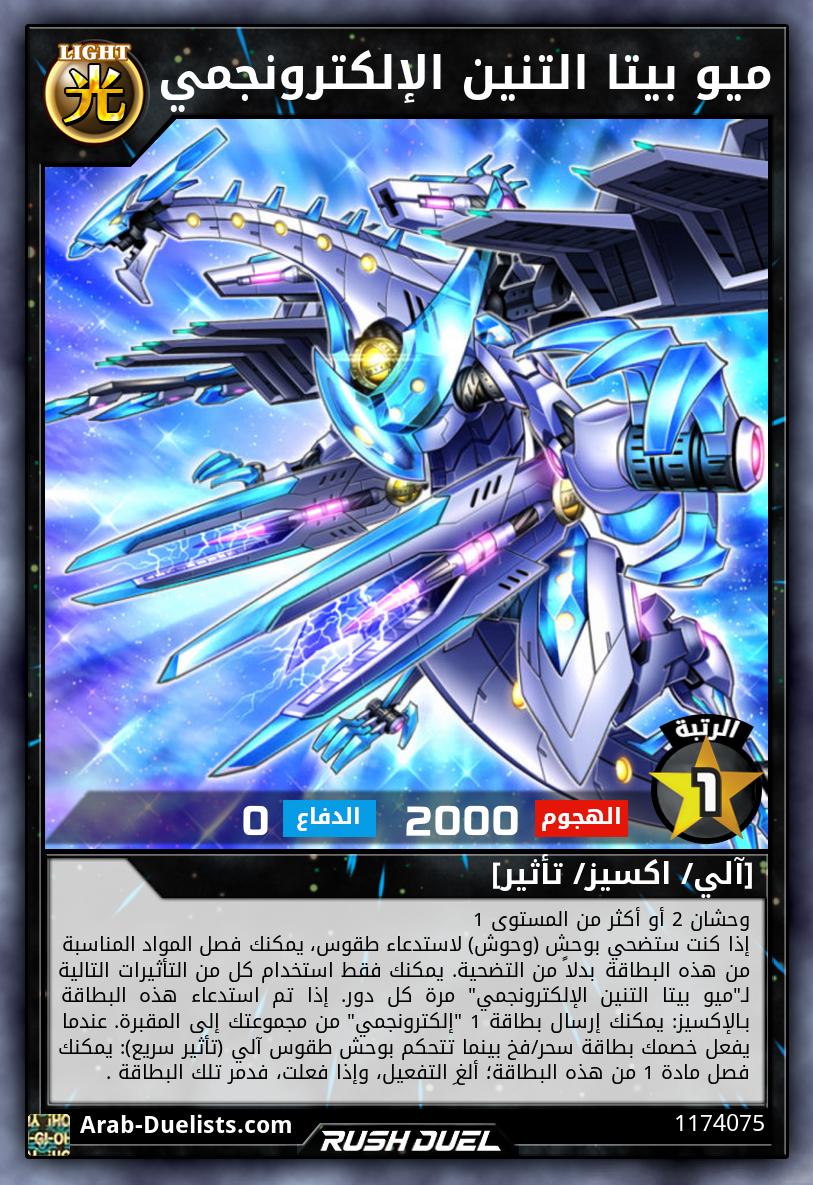 LIGHT
光
ميو بيتا التنين الإلكترونجمي
الرتبة
1
الهجوم 2000 الدفاع 0
[آلي/ اكسيز/ تأثير]
وحشان 2 أو أكثر من المستوى 1
إذا كنت ستضحي بوحش (وحوش) لاستدعاء طقوس، يمكنك فصل المواد المناسبة
من هذه البطاقة بدلاً من التضحية. يمكنك فقط استخدام كل من التأثيرات التالية
لـ"ميو بيتا التنين الإلكترونجمي" مرة كل دور. إذا تم استدعاء هذه البطاقة
بالإكسيز: يمكنك إرسال بطاقة 1 "إلكترونجمي" من مجموعتك إلى المقبرة. عندما
يفعل خصمك بطاقة سحر/فخ بينما تتحكم بوحش طقوس آلي (تأثير سريع): يمكنك
فصل مادة 1 من هذه البطاقة؛ ألغِ التفعيل، وإذا فعلت، فدمر تلك البطاقة .
Arab-Duelists.com
RUSH DUEL
1174075